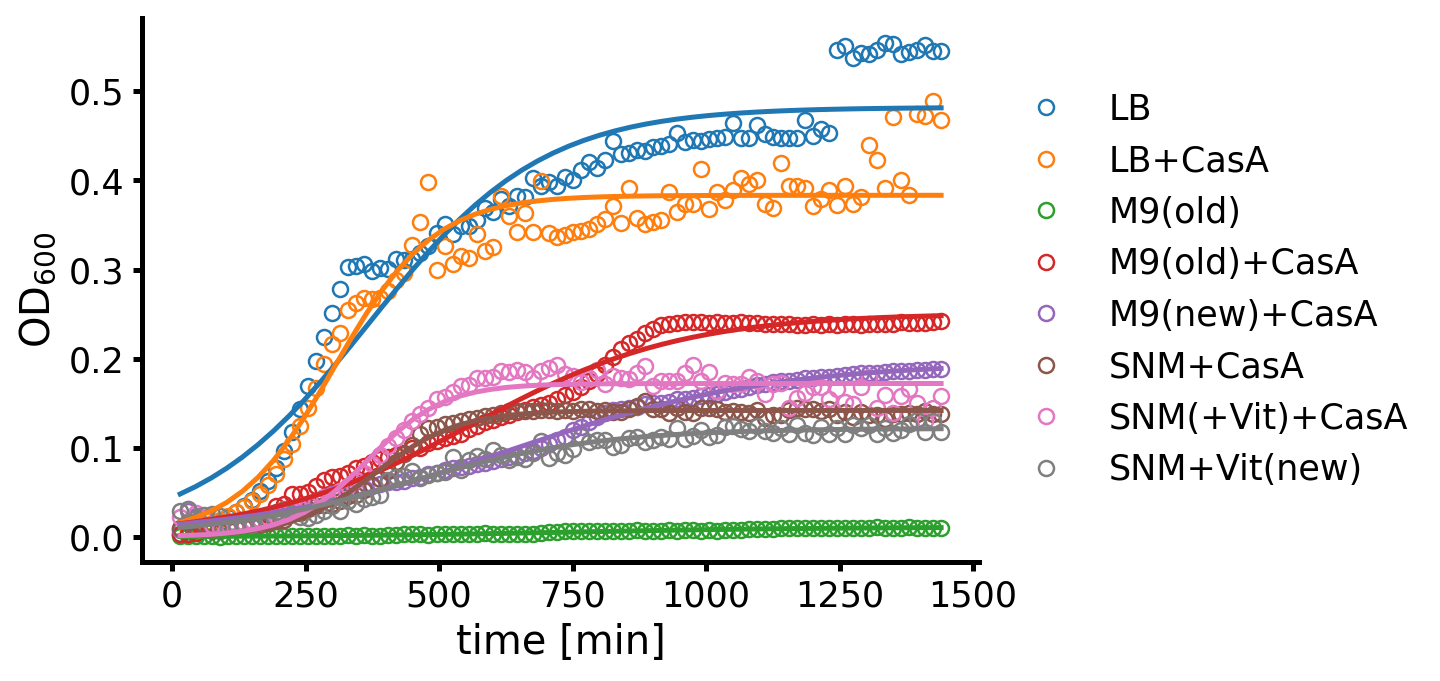 0.5
0.4
0.3
0.2
0.1
0.0
OD600
0 250 500 750 1000 1250 1500
time [min]
LB
LB+CasA
M9(old)
M9(old)+CasA
M9(new)+CasA
SNM+CasA
SNM(+Vit)+CasA
SNM+Vit(new)